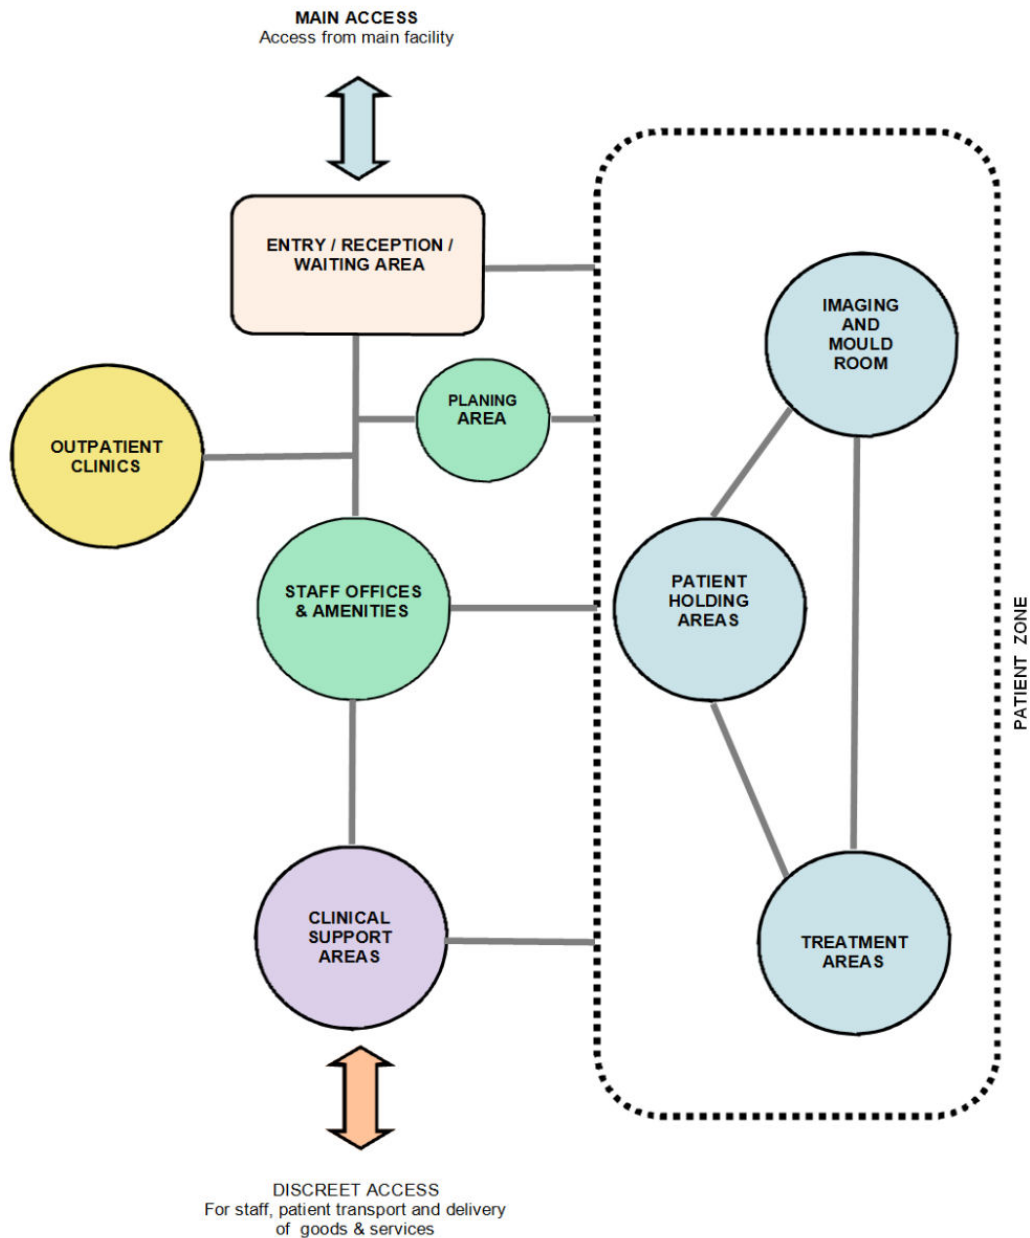 MAIN ACCESS
Access from main facility
ENTRY / RECEPTION /
WAITING AREA
IMAGING
AND
MOULD
ROOM
PLANING
AREA
OUTPATIENT
CLINICS
STAFF OFFICES
& AMENITIES
PATIENT
HOLDING
AREAS
PATIENT ZONE
CLINICAL
SUPPORT
AREAS
TREATMENT
AREAS
DISCREET ACCESS
For staff, patient transport and delivery
of goods & services